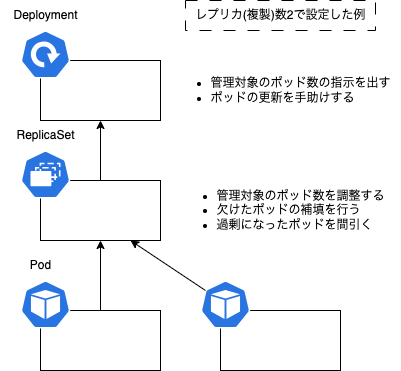 Deployment
レプリカ(複製)数2で設定した例
• 管理対象のポッド数の指示を出す
• ポッドの更新を手助けする
ReplicaSet
• 管理対象のポッド数を調整する
• 欠けたポッドの補填を行う
• 過剰になったポッドを間引く
Pod